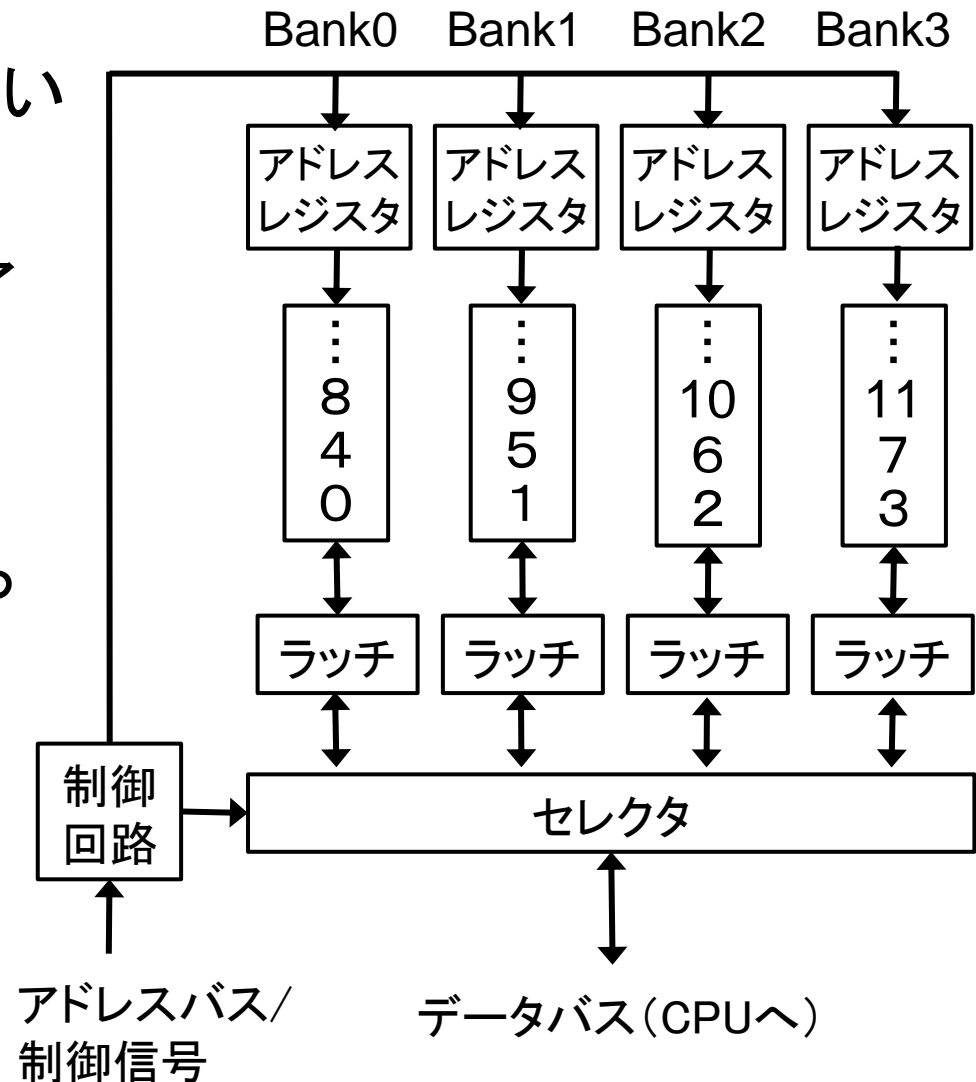 Bank0 Bank1 Bank2 Bank3
い
アドレス アドレス アドレス アドレス
レジスタ レジスタ レジスタ レジスタ
⋮ ⋮ ⋮ ⋮
8 9 10 11
4 5 6 7
0 1 2 3
。
ラッチ ラッチ ラッチ ラッチ
制御
回路
セレクタ
アドレスバス/
制御信号
データバス(CPUへ)